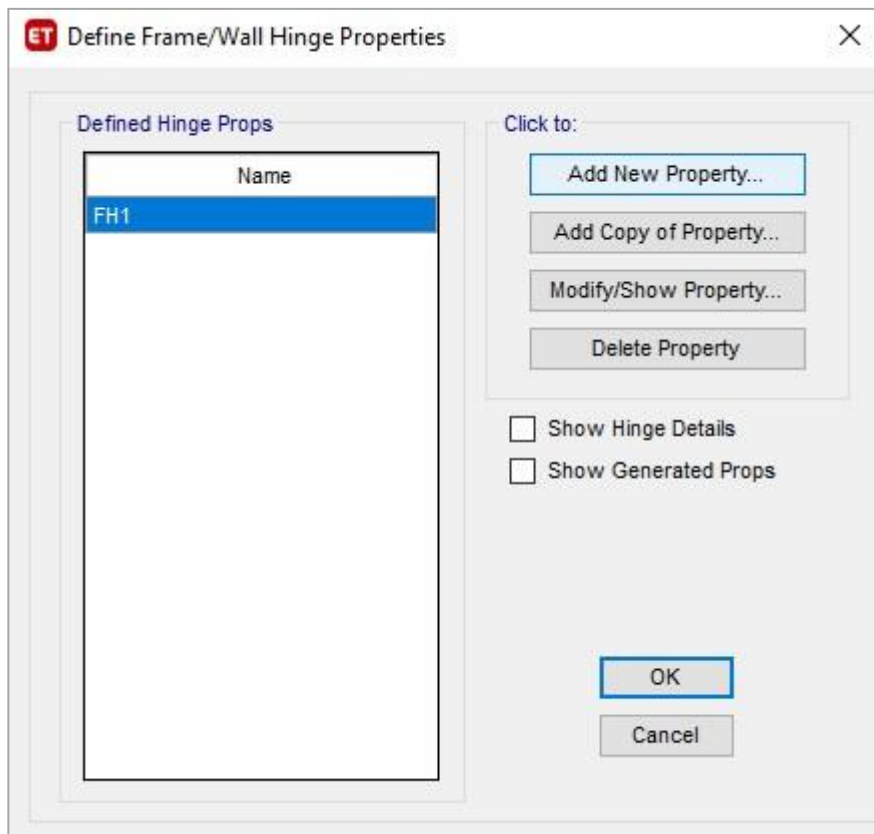 ET Define Frame/Wall Hinge Properties
Defined Hinge Props
Name
FH1
Click to:
Add New Property...
Add Copy of Property...
Modify/Show Property...
Delete Property
Show Hinge Details
Show Generated Props
OK
Cancel